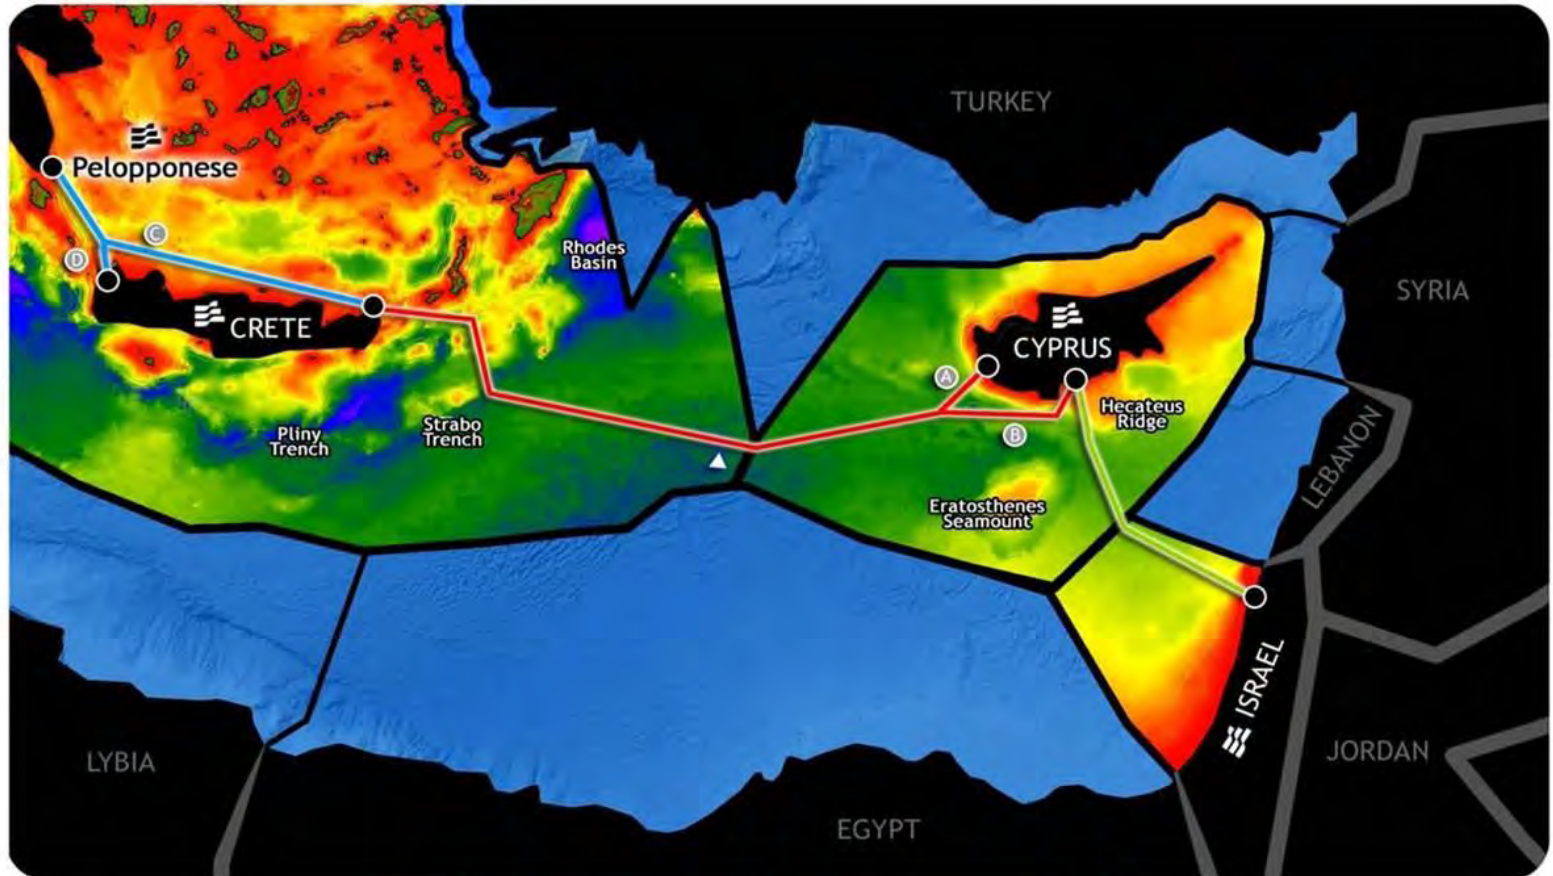 TURKEY
Peloponnese
C
D
Rhodes
Basin
SYRIA
CRETE
CYPRUS
A
Hecateus
Ridge
B
Strabo
Trench
Pliny
Trench
LEBANON
Eratosthenes
Seamount
ISRAEL
LYBIA
JORDAN
EGYPT